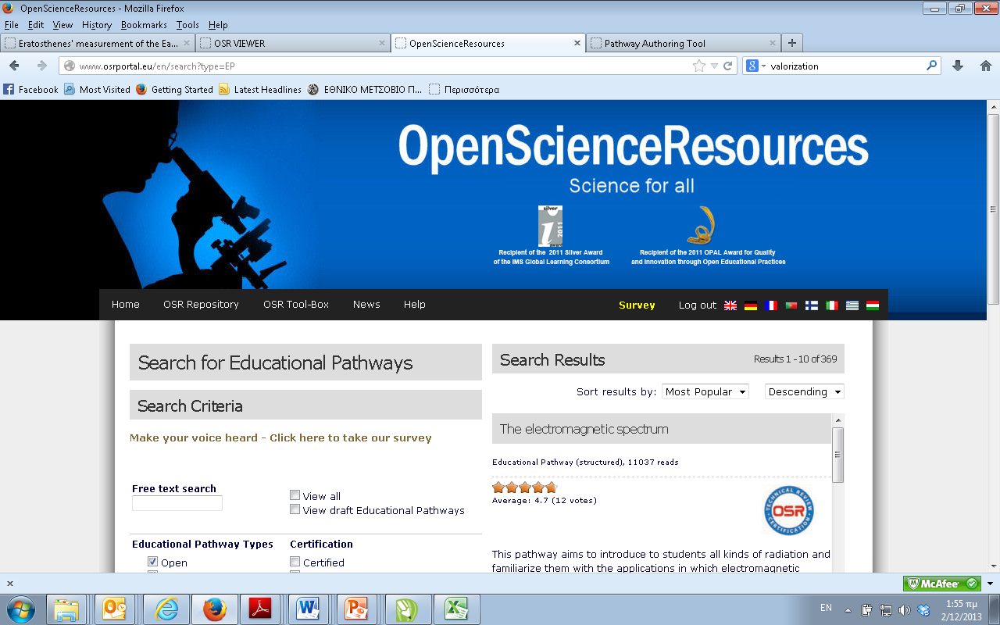 OpenScienceResources - Mozilla Firefox
File Edit View History Bookmarks Tools Help
Eratosthenes' measurement of the Ea... OSR VIEWER OpenScienceResources Pathway Authoring Tool
www.osrportal.eu/en/search?type=EP valorization
Facebook Most Visited Getting Started Latest Headlines ΕΘΝΙΚΟ ΜΕΤΣΟΒΙΟ Π... Περισσότερα
OpenScienceResources
Science for all
silver
2011
Recipient of the 2011 Silver Award
of the IMS Global Learning Consortium
Recipient of the 2011 OPAL Award for Quality
and Innovation through Open Educational Practices
Home OSR Repository OSR Tool-Box News Help Survey Log out
Search for Educational Pathways
Search Criteria
Make your voice heard - Click here to take our survey
Free text search
View all
View draft Educational Pathways
Educational Pathway Types Certification
Open Certified
Search Results Results 1 - 10 of 369
Sort results by: Most Popular Descending
The electromagnetic spectrum
Educational Pathway (structured), 11037 reads
Average: 4.7 (12 votes)
TECHNICAL REVIEW
OSR
CERTIFICATION
This pathway aims to introduce to students all kinds of radiation and
familiarize them with the applications in which electromagnetic
McAfee
EN 1:55 πμ
2/12/2013